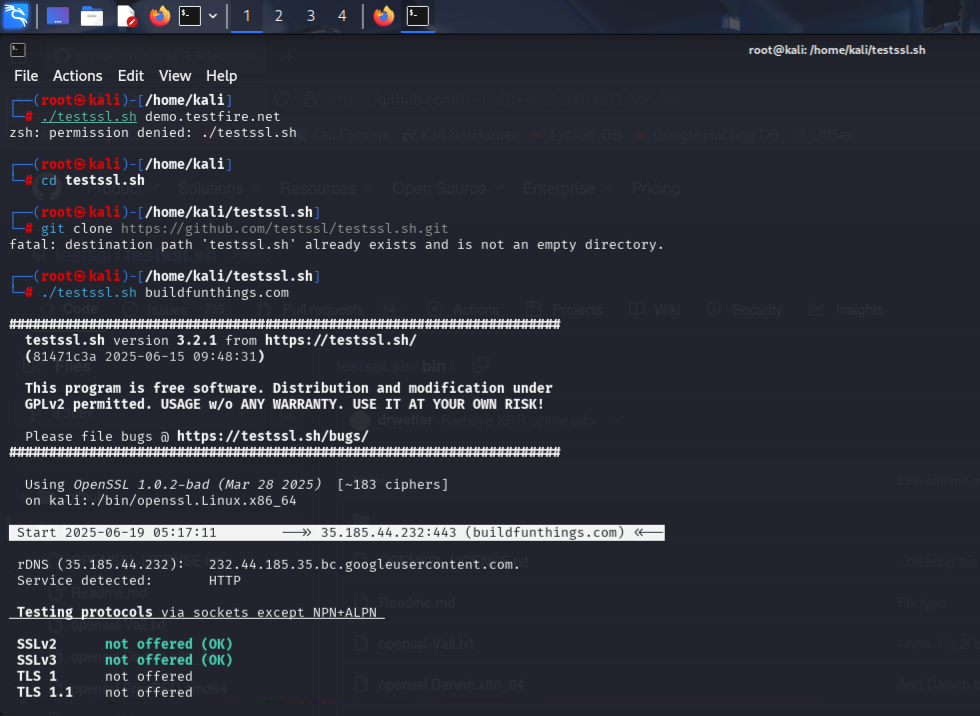 1 2 3 4
root@kali: /home/kali/testssl.sh
File Actions Edit View Help
┌──(root㉿kali)-[/home/kali]
└─# ./testssl.sh demo.testfire.net
zsh: permission denied: ./testssl.sh
┌──(root㉿kali)-[/home/kali]
└─# cd testssl.sh
┌──(root㉿kali)-[/home/kali/testssl.sh]
└─# git clone https://github.com/testssl/testssl.sh.git
fatal: destination path 'testssl.sh' already exists and is not an empty directory.
┌──(root㉿kali)-[/home/kali/testssl.sh]
└─# ./testssl.sh buildfunthings.com
#####################################################################
testssl.sh version 3.2.1 from https://testssl.sh/
(81471c3a 2025-06-15 09:48:31)
This program is free software. Distribution and modification under
GPLv2 permitted. USAGE w/o ANY WARRANTY. USE IT AT YOUR OWN RISK!
Please file bugs @ https://testssl.sh/bugs/
#####################################################################
Using OpenSSL 1.0.2-bad (Mar 28 2025) [~183 ciphers]
on kali:./bin/openssl.Linux.x86_64
Start 2025-06-19 05:17:11 -->> 35.185.44.232:443 (buildfunthings.com) <<--
rDNS (35.185.44.232): 232.44.185.35.bc.googleusercontent.com.
Service detected: HTTP
Testing protocols via sockets except NPN+ALPN
SSLv2 not offered (OK)
SSLv3 not offered (OK)
TLS 1 not offered
TLS 1.1 not offered